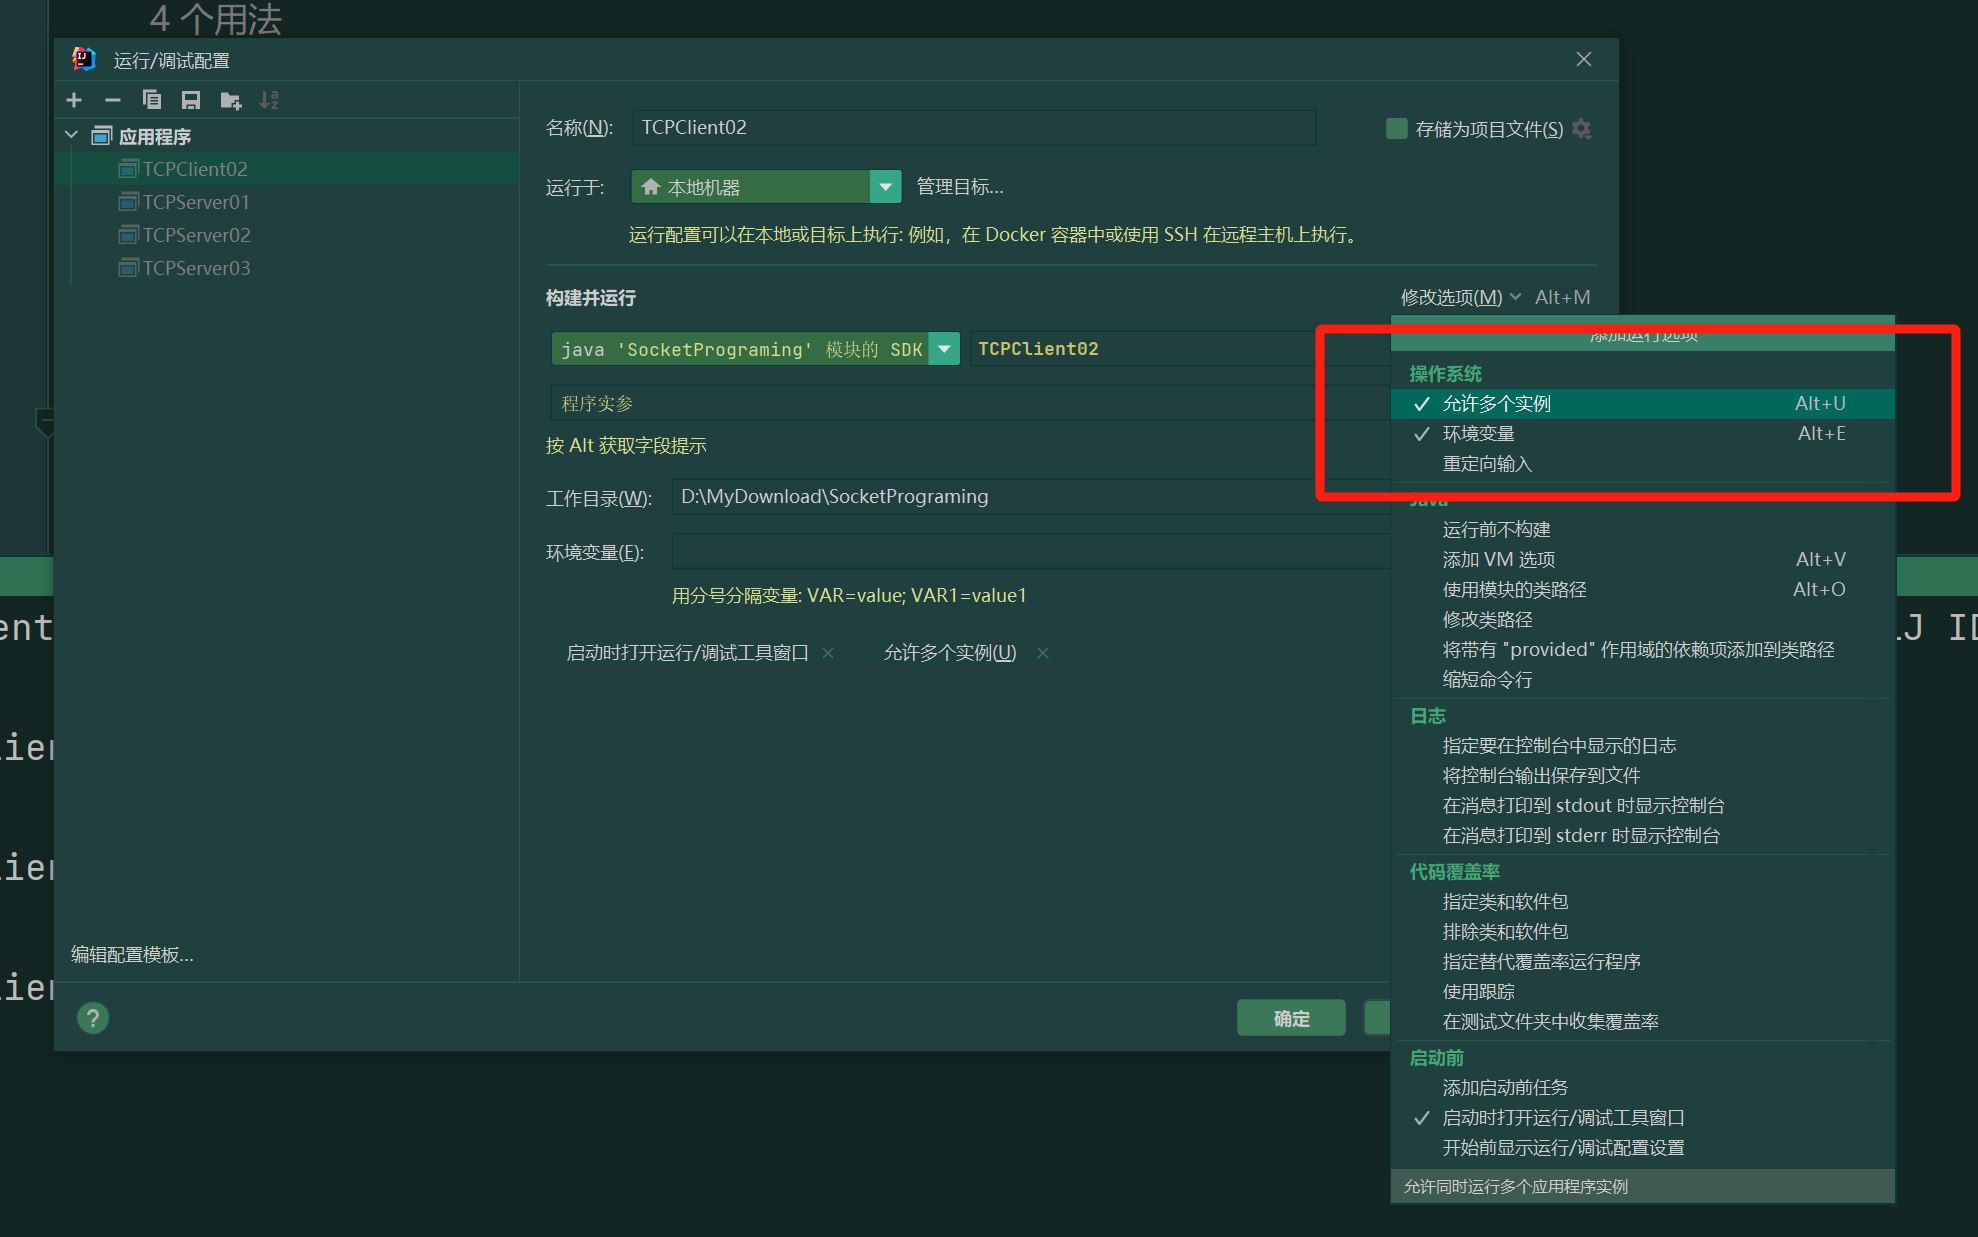 4 个用法
运行/调试配置
应用程序
TCPClient02
TCPServer01
TCPServer02
TCPServer03
编辑配置模板...
名称(N):
TCPClient02
存储为项目文件(S)
运行于:
本地机器
管理目标...
运行配置可以在本地或目标上执行: 例如，在 Docker 容器中或使用 SSH 在远程主机上执行。
构建并运行
修改选项(M)
Alt+M
java 'SocketPrograming' 模块的 SDK
TCPClient02
程序实参
按 Alt 获取字段提示
工作目录(W):
D:\MyDownload\SocketPrograming
环境变量(E):
用分号分隔变量: VAR=value; VAR1=value1
启动时打开运行/调试工具窗口
允许多个实例(U)
确定
?
添加运行选项
操作系统
允许多个实例 Alt+U
环境变量 Alt+E
重定向输入
Java
运行前不构建
添加 VM 选项 Alt+V
使用模块的类路径 Alt+O
修改类路径
将带有 "provided" 作用域的依赖项添加到类路径
缩短命令行
日志
指定要在控制台中显示的日志
将控制台输出保存到文件
在消息打印到 stdout 时显示控制台
在消息打印到 stderr 时显示控制台
代码覆盖率
指定类和软件包
排除类和软件包
指定替代覆盖率运行程序
使用跟踪
在测试文件夹中收集覆盖率
启动前
添加启动前任务
启动时打开运行/调试工具窗口
开始前显示运行/调试配置设置
允许同时运行多个应用程序实例